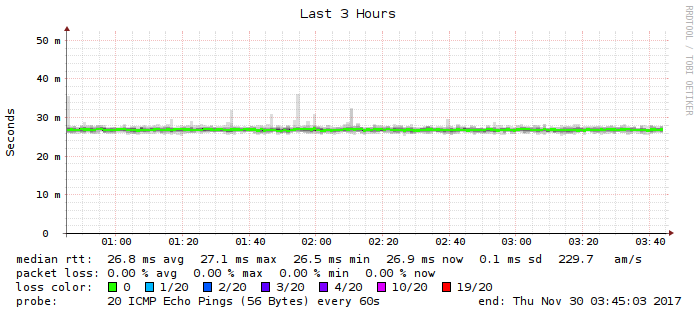 Last 3 Hours
RRDTOOL / TOBI OETIKER
Seconds
50 m
40 m
30 m
20 m
10 m
0
01:00 01:20 01:40 02:00 02:20 02:40 03:00 03:20 03:40
median rtt: 26.8 ms avg 27.1 ms max 26.5 ms min 26.9 ms now 0.1 ms sd 229.7 am/s
packet loss: 0.00 % avg 0.00 % max 0.00 % min 0.00 % now
loss color: 0 1/20 2/20 3/20 4/20 10/20 19/20
probe: 20 ICMP Echo Pings (56 Bytes) every 60s end: Thu Nov 30 03:45:03 2017